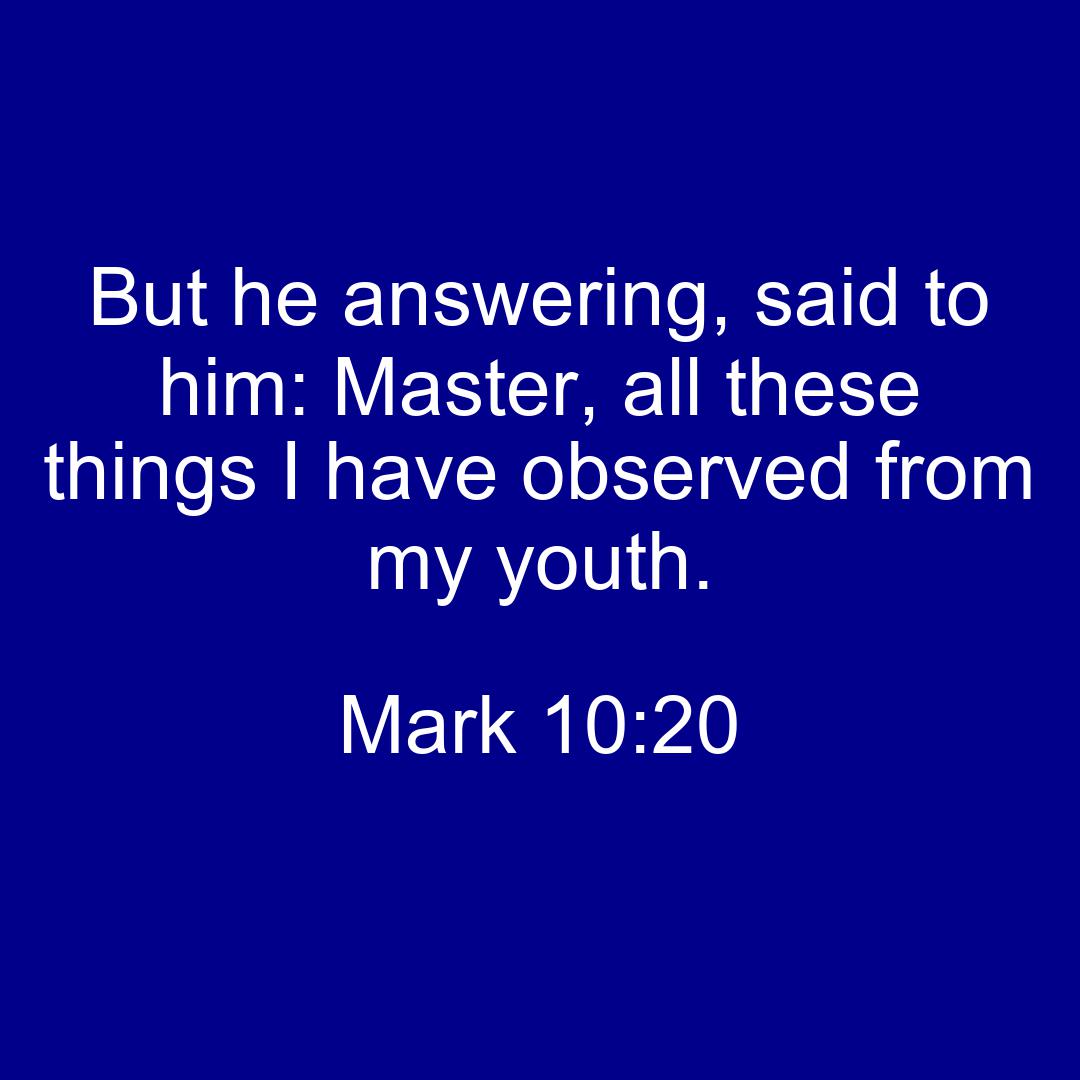 But he answering, said to
him: Master, all these
things I have observed from
my youth.
Mark 10:20